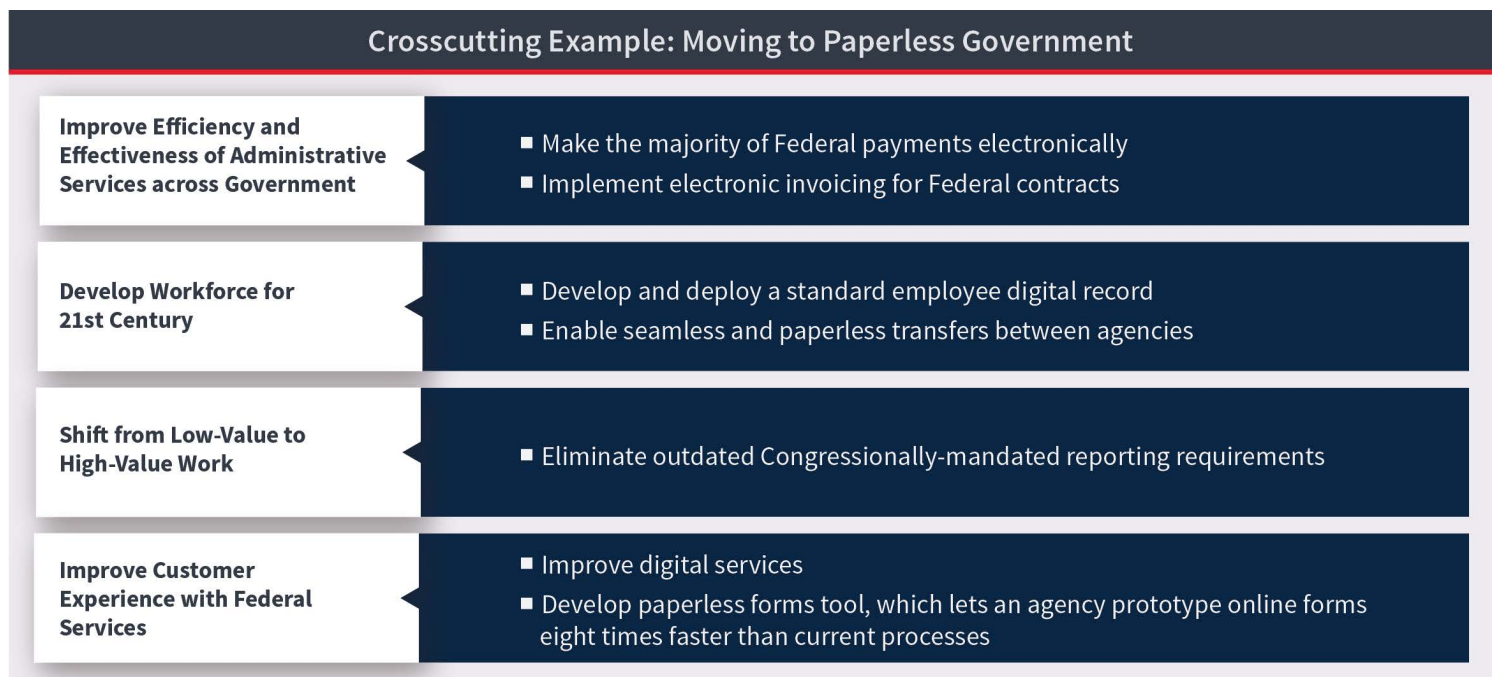 Crosscutting Example: Moving to Paperless Government
Improve Efficiency and
Effectiveness of Administrative
Services across Government
■ Make the majority of Federal payments electronically
■ Implement electronic invoicing for Federal contracts
Develop Workforce for
21st Century
■ Develop and deploy a standard employee digital record
■ Enable seamless and paperless transfers between agencies
Shift from Low-Value to
High-Value Work
■ Eliminate outdated Congressionally-mandated reporting requirements
Improve Customer
Experience with Federal
Services
■ Improve digital services
■ Develop paperless forms tool, which lets an agency prototype online forms
eight times faster than current processes